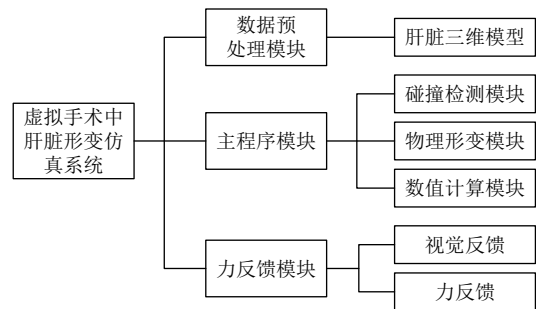 虚拟手术中
肝脏形变仿
真系统
数据预
处理模块
肝脏三维模型
主程序模块
碰撞检测模块
物理形变模块
数值计算模块
力反馈模块
视觉反馈
力反馈